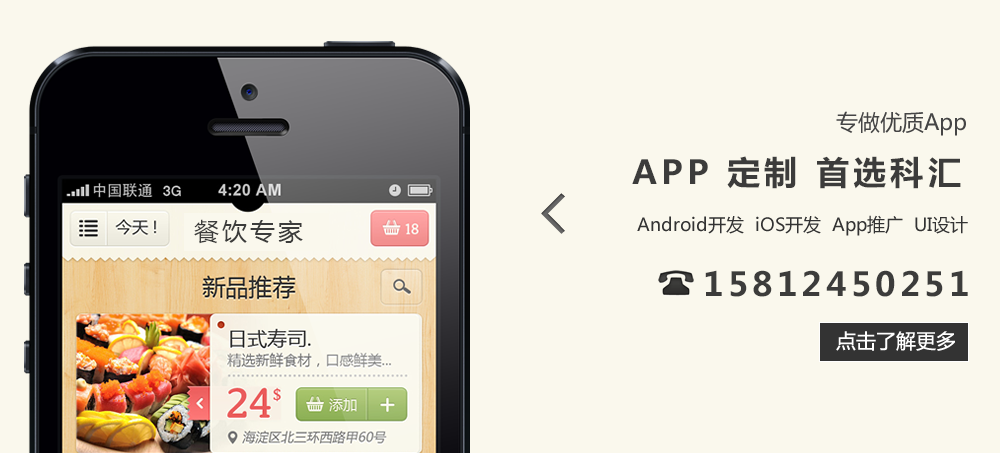 中国联通 3G 4:20 AM
今天! 餐饮专家 18
新品推荐
日式寿司.
精选新鲜食材，口感鲜美...
24$ 添加 +
海淀区北三环西路甲60号
专做优质App
APP 定制 首选科汇
Android开发 iOS开发 App推广 UI设计
15812450251
点击了解更多